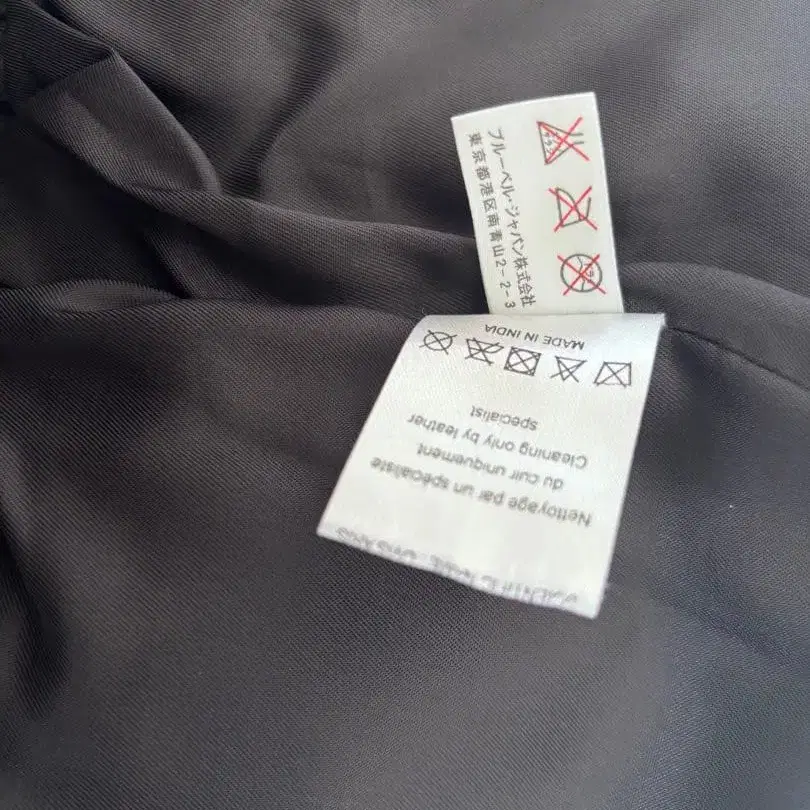 ブルーベル・ジャパン株式会社
東京都港区南青山2-2-3
Nettoyage par un spécialiste
du cuir uniquement
Cleaning only by leather
specialist
MADE IN INDIA